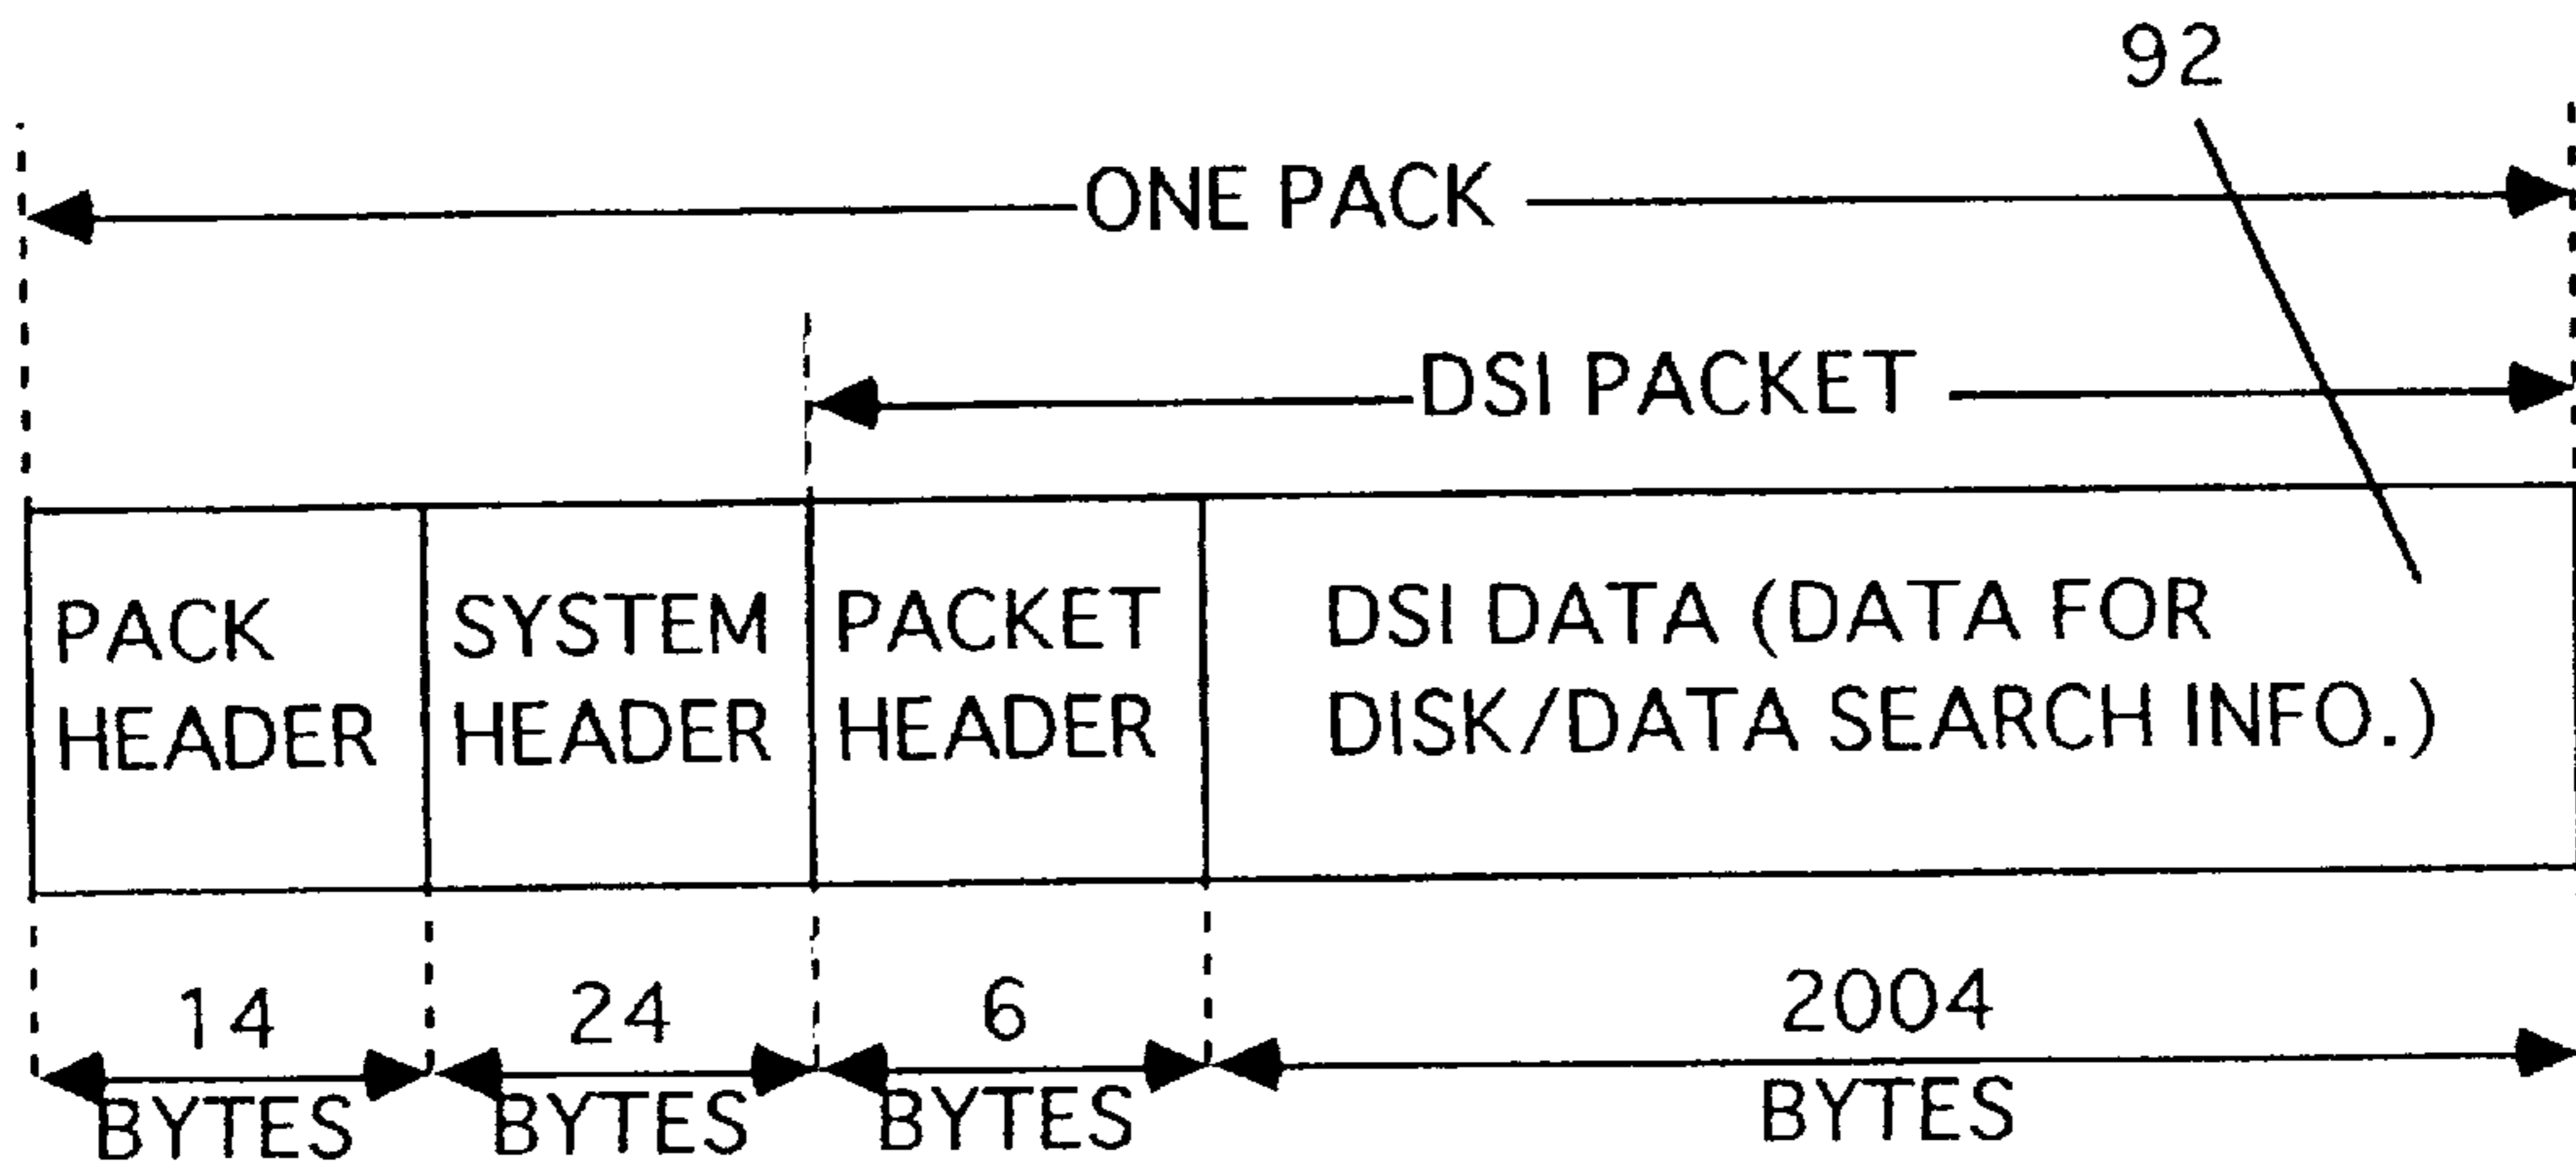 92
ONE PACK
DSI PACKET
PACK
HEADER
SYSTEM
HEADER
PACKET
HEADER
DSI DATA (DATA FOR
DISK/DATA SEARCH INFO.)
14
BYTES
24
BYTES
6
BYTES
2004
BYTES